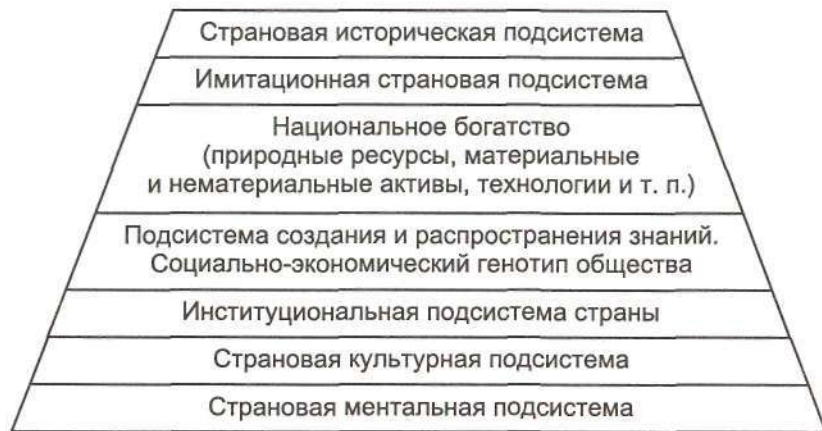 Страновая историческая подсистема
Имитационная страновая подсистема
Национальное богатство
(природные ресурсы, материальные
и нематериальные активы, технологии и т. п.)
Подсистема создания и распространения знаний.
Социально-экономический генотип общества
Институциональная подсистема страны
Страновая культурная подсистема
Страновая ментальная подсистема